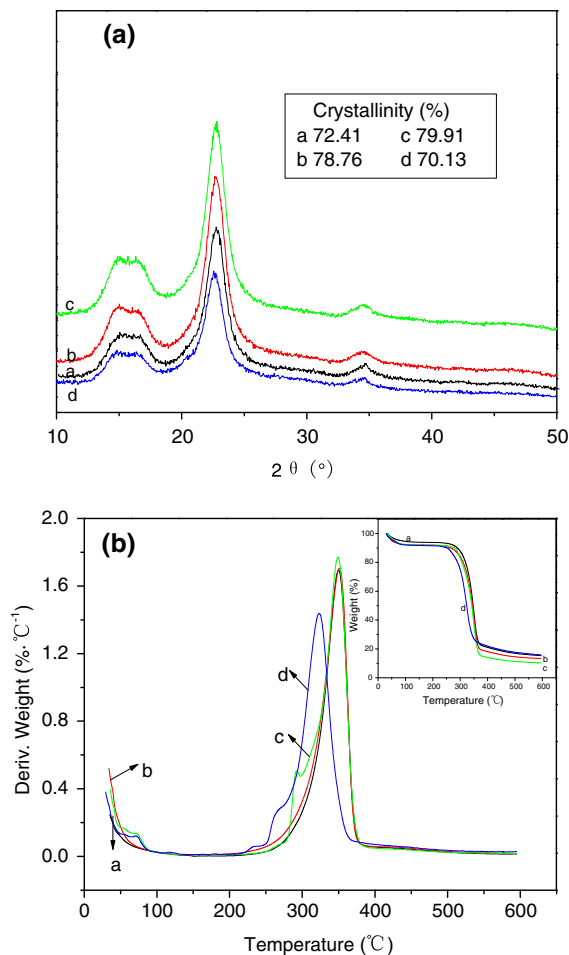 (a)
Crystallinity (%)
a 72.41 c 79.91
b 78.76 d 70.13
c
b
a
d
10 20 30 40 50
2 θ (°)
(b)
2.0
1.6
1.2
0.8
0.4
0.0
Deriv. Weight (%·℃-1)
d
c
b
a
0 100 200 300 400 500 600
Temperature (℃)
100
80
60
40
20
0
Weight (%)
a
d
b
c
0 100 200 300 400 500 600
Temperature (℃)